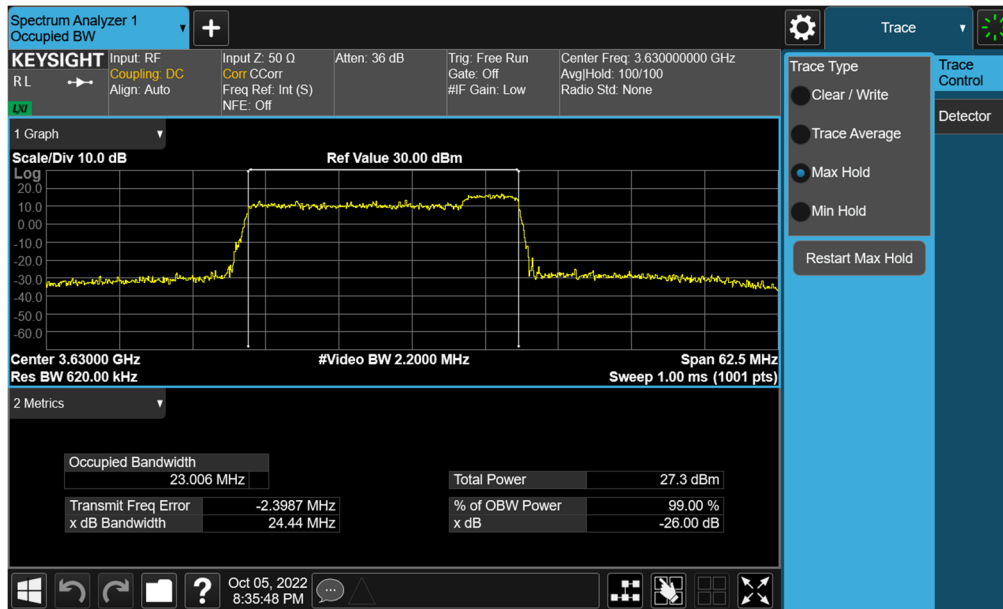 Spectrum Analyzer 1
Occupied BW
+
Trace
KEYSIGHT
R L
LXI
Input: RF
Coupling: DC
Align: Auto
Input Z: 50 Ω
Corr CCorr
Freq Ref: Int (S)
NFE: Off
Atten: 36 dB
Trig: Free Run
Gate: Off
#IF Gain: Low
Center Freq: 3.630000000 GHz
Avg|Hold: 100/100
Radio Std: None
Trace Type
Clear / Write
Trace Average
Max Hold
Min Hold
Restart Max Hold
Trace
Control
Detector
1 Graph
Scale/Div 10.0 dB
Ref Value 30.00 dBm
Log
20.0
10.0
0.00
-10.0
-20.0
-30.0
-40.0
-50.0
-60.0
Center 3.63000 GHz
#Video BW 2.2000 MHz
Span 62.5 MHz
Res BW 620.00 kHz
Sweep 1.00 ms (1001 pts)
2 Metrics
Occupied Bandwidth
23.006 MHz
Total Power 27.3 dBm
Transmit Freq Error -2.3987 MHz
% of OBW Power 99.00 %
x dB Bandwidth 24.44 MHz
x dB -26.00 dB
?
Oct 05, 2022
8:35:48 PM